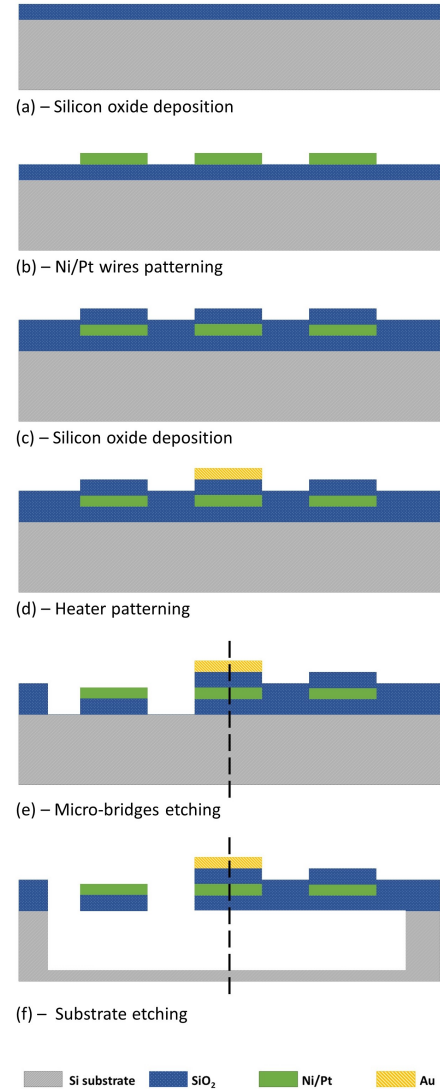 (a) – Silicon oxide deposition
(b) – Ni/Pt wires patterning
(c) – Silicon oxide deposition
(d) – Heater patterning
(e) – Micro-bridges etching
(f) – Substrate etching
Si substrate SiO₂ Ni/Pt Au